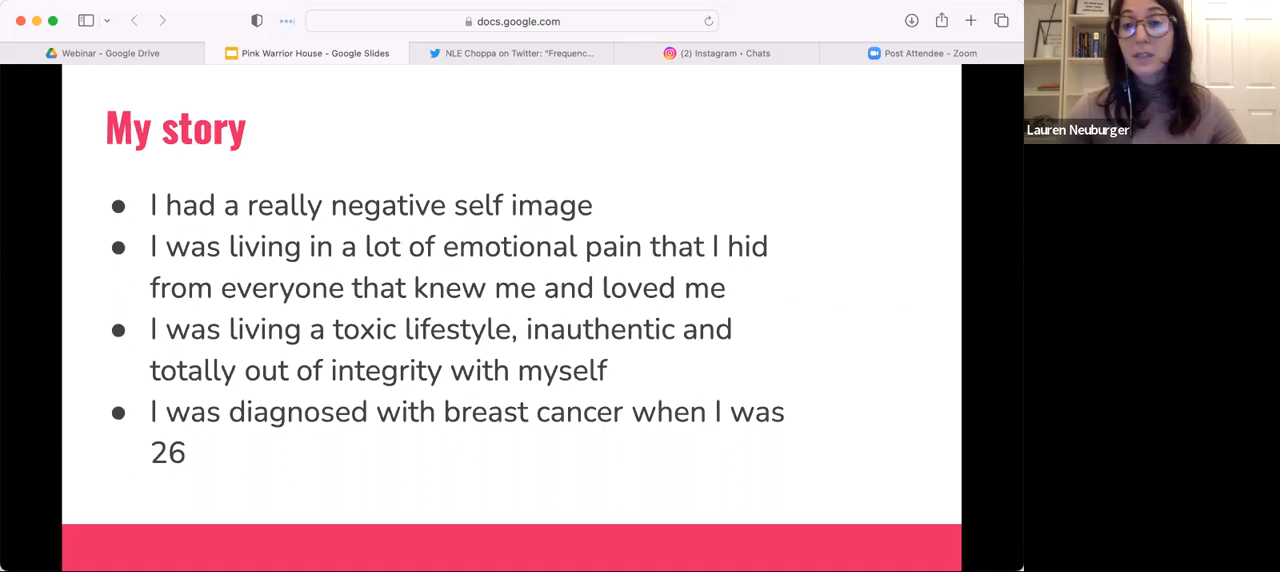 docs.google.com
Webinar - Google Drive
Pink Warrior House - Google Slides
NLE Choppa on Twitter: "Frequenc...
(2) Instagram • Chats
Post Attendee - Zoom
Lauren Neuburger
My story
● I had a really negative self image
● I was living in a lot of emotional pain that I hid
from everyone that knew me and loved me
● I was living a toxic lifestyle, inauthentic and
totally out of integrity with myself
● I was diagnosed with breast cancer when I was
26